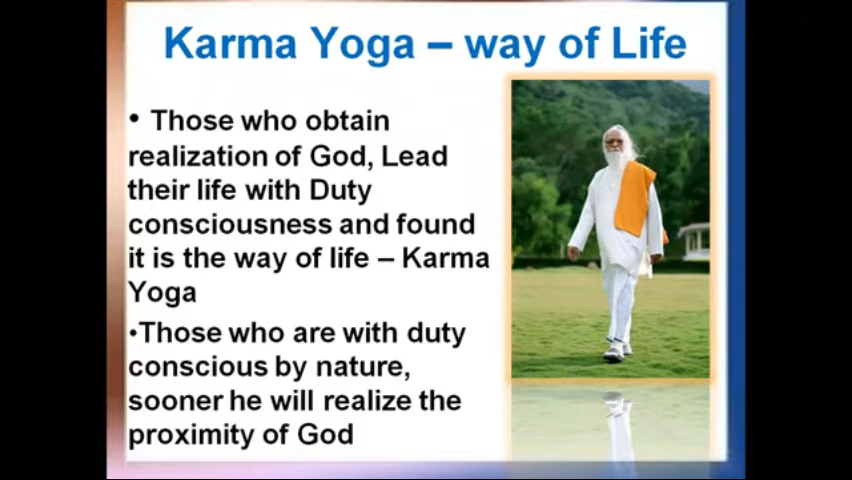 Karma Yoga – way of Life
• Those who obtain
realization of God, Lead
their life with Duty
consciousness and found
it is the way of life – Karma
Yoga
•Those who are with duty
conscious by nature,
sooner he will realize the
proximity of God